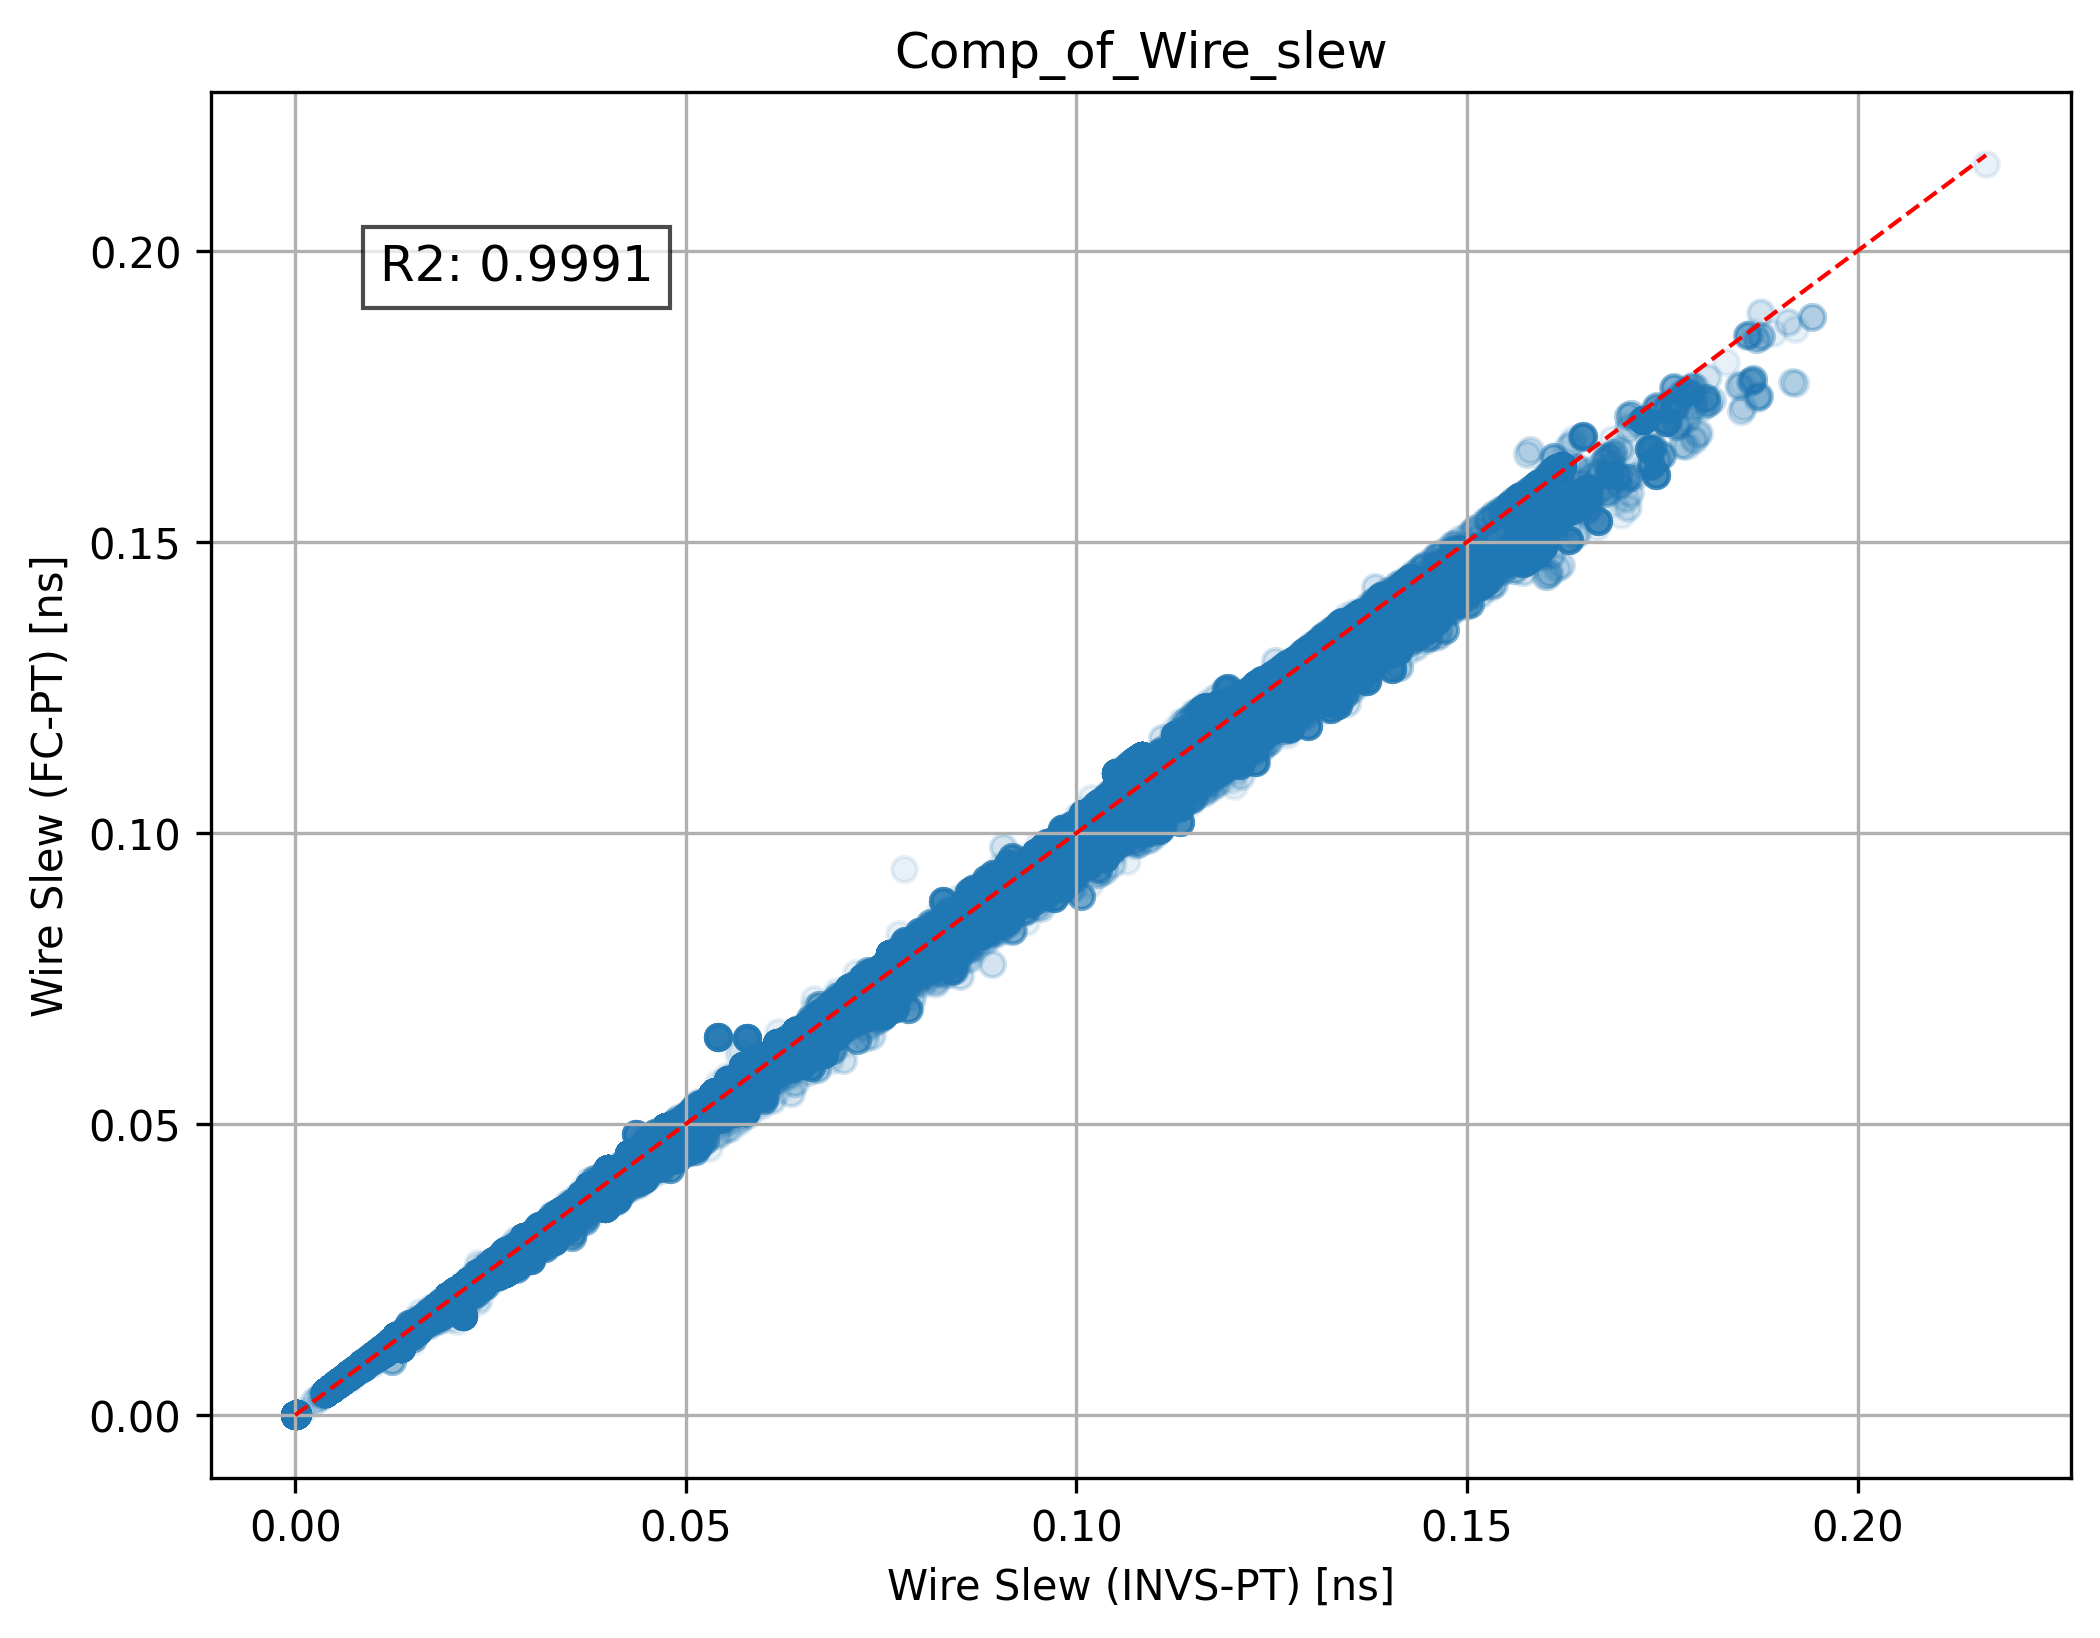 Comp_of_Wire_slew
R2: 0.9991
Wire Slew (FC-PT) [ns]
0.20
0.15
0.10
0.05
0.00
0.00 0.05 0.10 0.15 0.20
Wire Slew (INVS-PT) [ns]